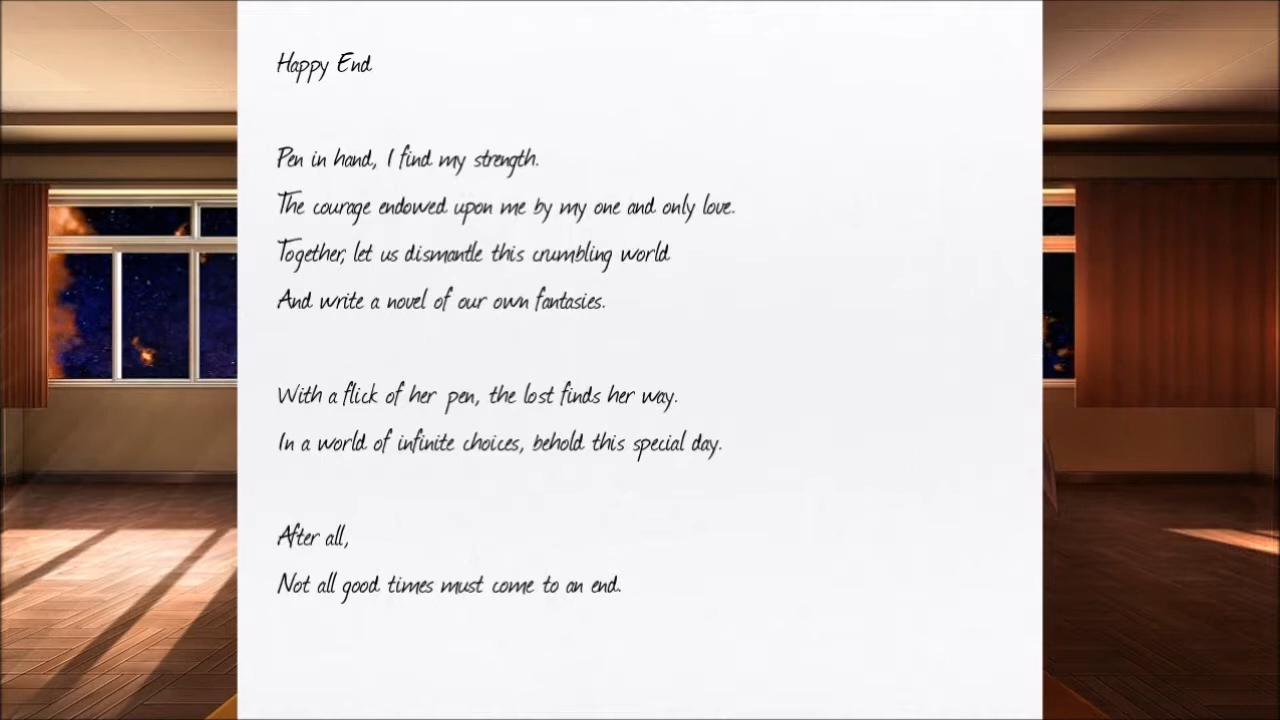 Happy End
Pen in hand, I find my strength.
The courage endowed upon me by my one and only love.
Together, let us dismantle this crumbling world
And write a novel of our own fantasies.
With a flick of her pen, the lost finds her way.
In a world of infinite choices, behold this special day.
After all,
Not all good times must come to an end.